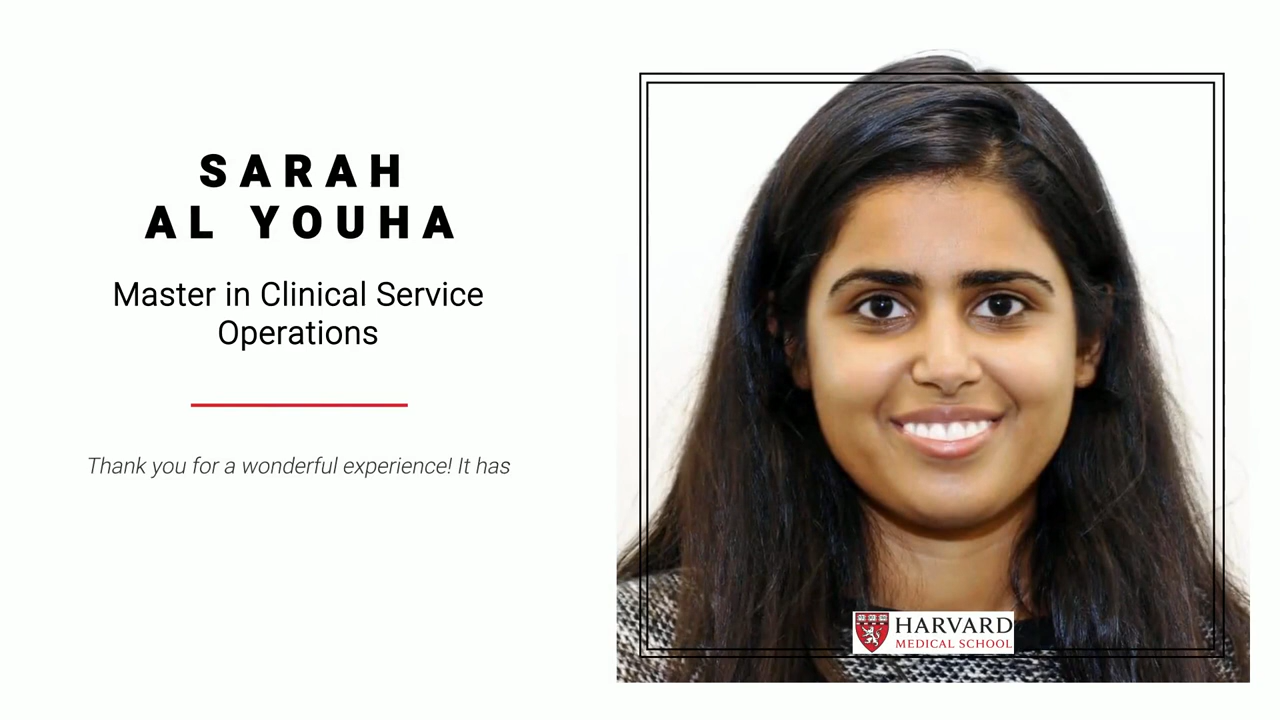 SARAH
AL YOUHA
Master in Clinical Service
Operations
Thank you for a wonderful experience! It has
HARVARD
MEDICAL SCHOOL